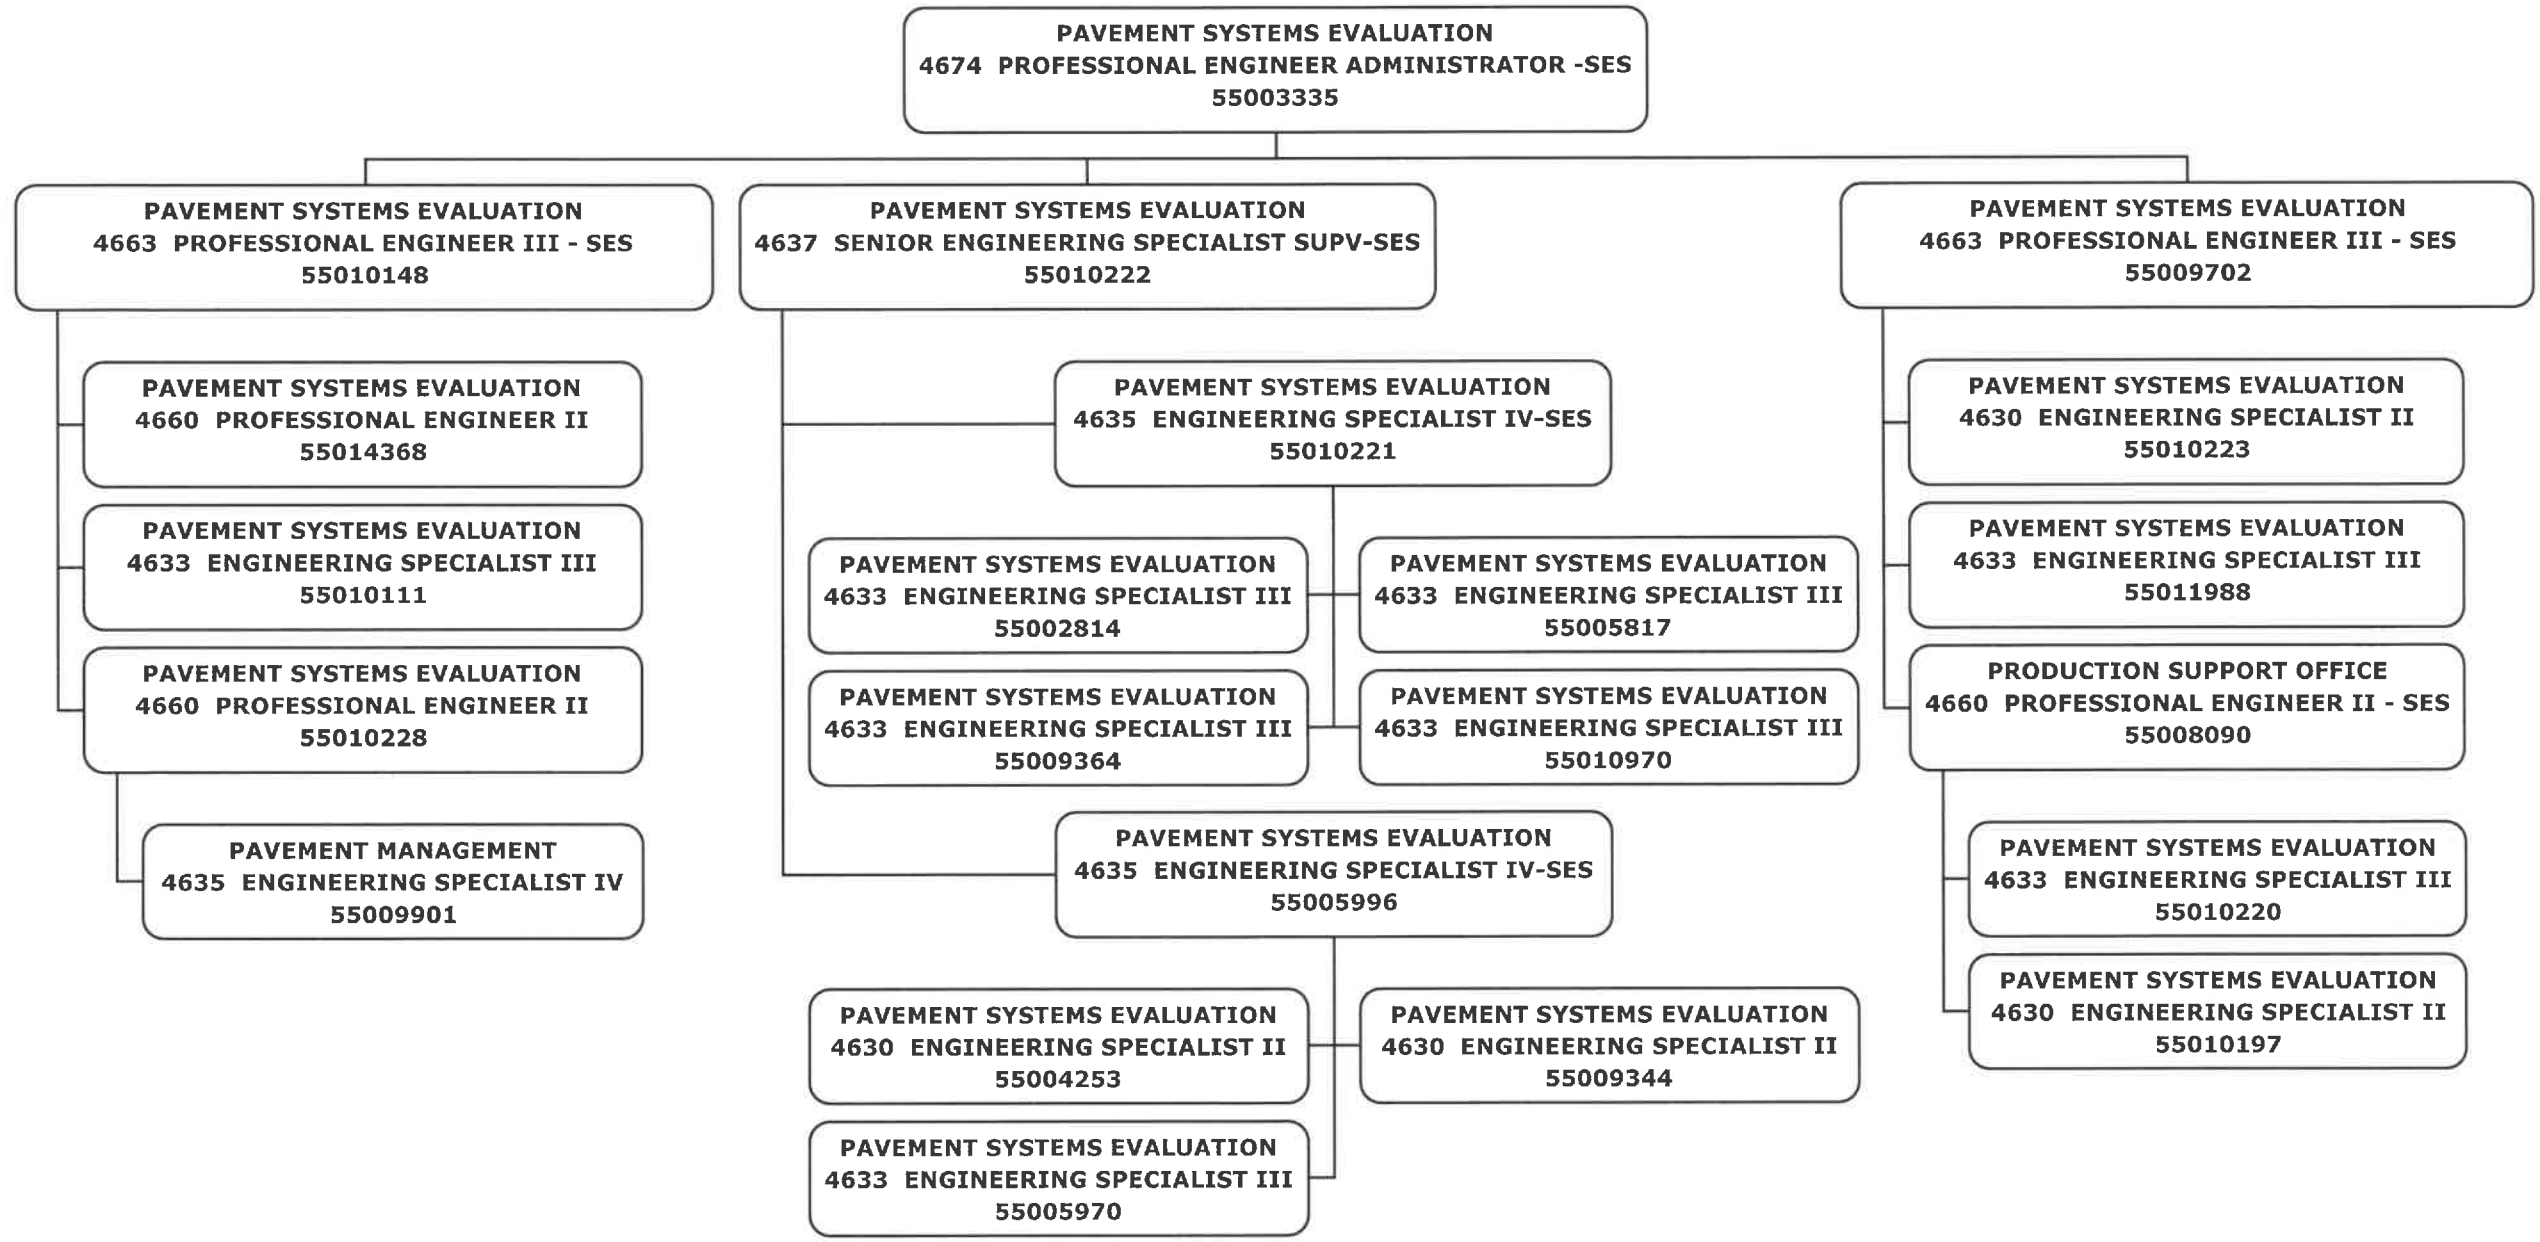 PAVEMENT SYSTEMS EVALUATION
4674 PROFESSIONAL ENGINEER ADMINISTRATOR -SES
55003335
PAVEMENT SYSTEMS EVALUATION
4663 PROFESSIONAL ENGINEER III - SES
55010148
PAVEMENT SYSTEMS EVALUATION
4660 PROFESSIONAL ENGINEER II
55014368
PAVEMENT SYSTEMS EVALUATION
4633 ENGINEERING SPECIALIST III
55010111
PAVEMENT SYSTEMS EVALUATION
4660 PROFESSIONAL ENGINEER II
55010228
PAVEMENT MANAGEMENT
4635 ENGINEERING SPECIALIST IV
55009901
PAVEMENT SYSTEMS EVALUATION
4637 SENIOR ENGINEERING SPECIALIST SUPV-SES
55010222
PAVEMENT SYSTEMS EVALUATION
4635 ENGINEERING SPECIALIST IV-SES
55010221
PAVEMENT SYSTEMS EVALUATION
4633 ENGINEERING SPECIALIST III
55002814
PAVEMENT SYSTEMS EVALUATION
4633 ENGINEERING SPECIALIST III
55005817
PAVEMENT SYSTEMS EVALUATION
4633 ENGINEERING SPECIALIST III
55009364
PAVEMENT SYSTEMS EVALUATION
4633 ENGINEERING SPECIALIST III
55010970
PAVEMENT SYSTEMS EVALUATION
4635 ENGINEERING SPECIALIST IV-SES
55005996
PAVEMENT SYSTEMS EVALUATION
4630 ENGINEERING SPECIALIST II
55004253
PAVEMENT SYSTEMS EVALUATION
4630 ENGINEERING SPECIALIST II
55009344
PAVEMENT SYSTEMS EVALUATION
4633 ENGINEERING SPECIALIST III
55005970
PAVEMENT SYSTEMS EVALUATION
4663 PROFESSIONAL ENGINEER III - SES
55009702
PAVEMENT SYSTEMS EVALUATION
4630 ENGINEERING SPECIALIST II
55010223
PAVEMENT SYSTEMS EVALUATION
4633 ENGINEERING SPECIALIST III
55011988
PRODUCTION SUPPORT OFFICE
4660 PROFESSIONAL ENGINEER II - SES
55008090
PAVEMENT SYSTEMS EVALUATION
4633 ENGINEERING SPECIALIST III
55010220
PAVEMENT SYSTEMS EVALUATION
4630 ENGINEERING SPECIALIST II
55010197